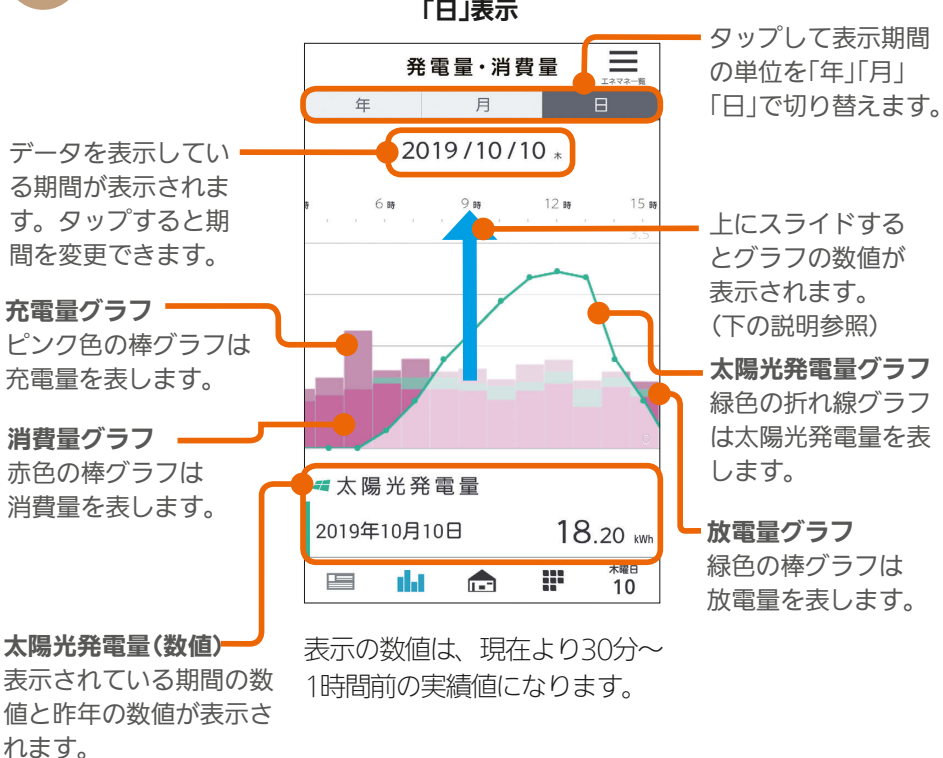 「日」表示
発電量・消費量
エネマネ一覧
年
月
日
2019/10/10 木
時
6 時
9 時
12 時
15 時
3.5
0
太陽光発電量
2019年10月10日
18.20 kWh
木曜日
10
タップして表示期間
の単位を「年」「月」
「日」で切り替えます。
データを表示してい
る期間が表示されま
す。タップすると期
間を変更できます。
上にスライドする
とグラフの数値が
表示されます。
（下の説明参照）
充電量グラフ
ピンク色の棒グラフは
充電量を表します。
太陽光発電量グラフ
緑色の折れ線グラフ
は太陽光発電量を表
します。
消費量グラフ
赤色の棒グラフは
消費量を表します。
放電量グラフ
緑色の棒グラフは
放電量を表します。
太陽光発電量（数値）
表示されている期間の数
値と昨年の数値が表示さ
れます。
表示の数値は、現在より30分〜
1時間前の実績値になります。